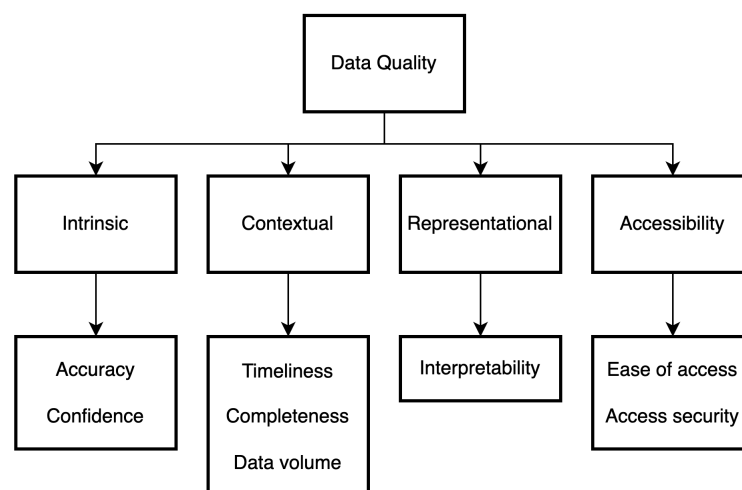 Data Quality
Intrinsic
Contextual
Representational
Accessibility
Accuracy
Confidence
Timeliness
Completeness
Data volume
Interpretability
Ease of access
Access security